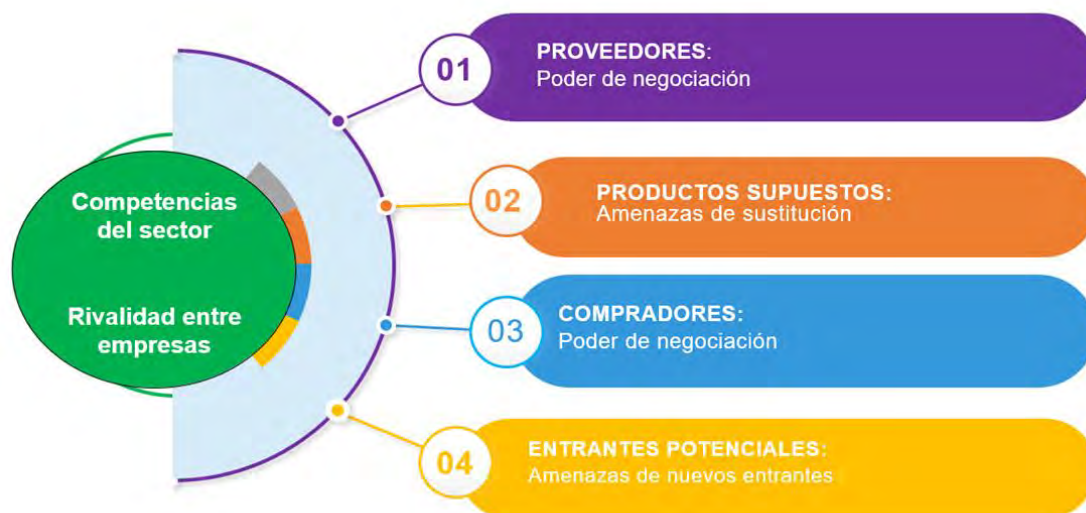 Competencias
del sector
Rivalidad entre
empresas
01
PROVEEDORES:
Poder de negociación
02
PRODUCTOS SUPUESTOS:
Amenazas de sustitución
03
COMPRADORES:
Poder de negociación
04
ENTRANTES POTENCIALES:
Amenazas de nuevos entrantes